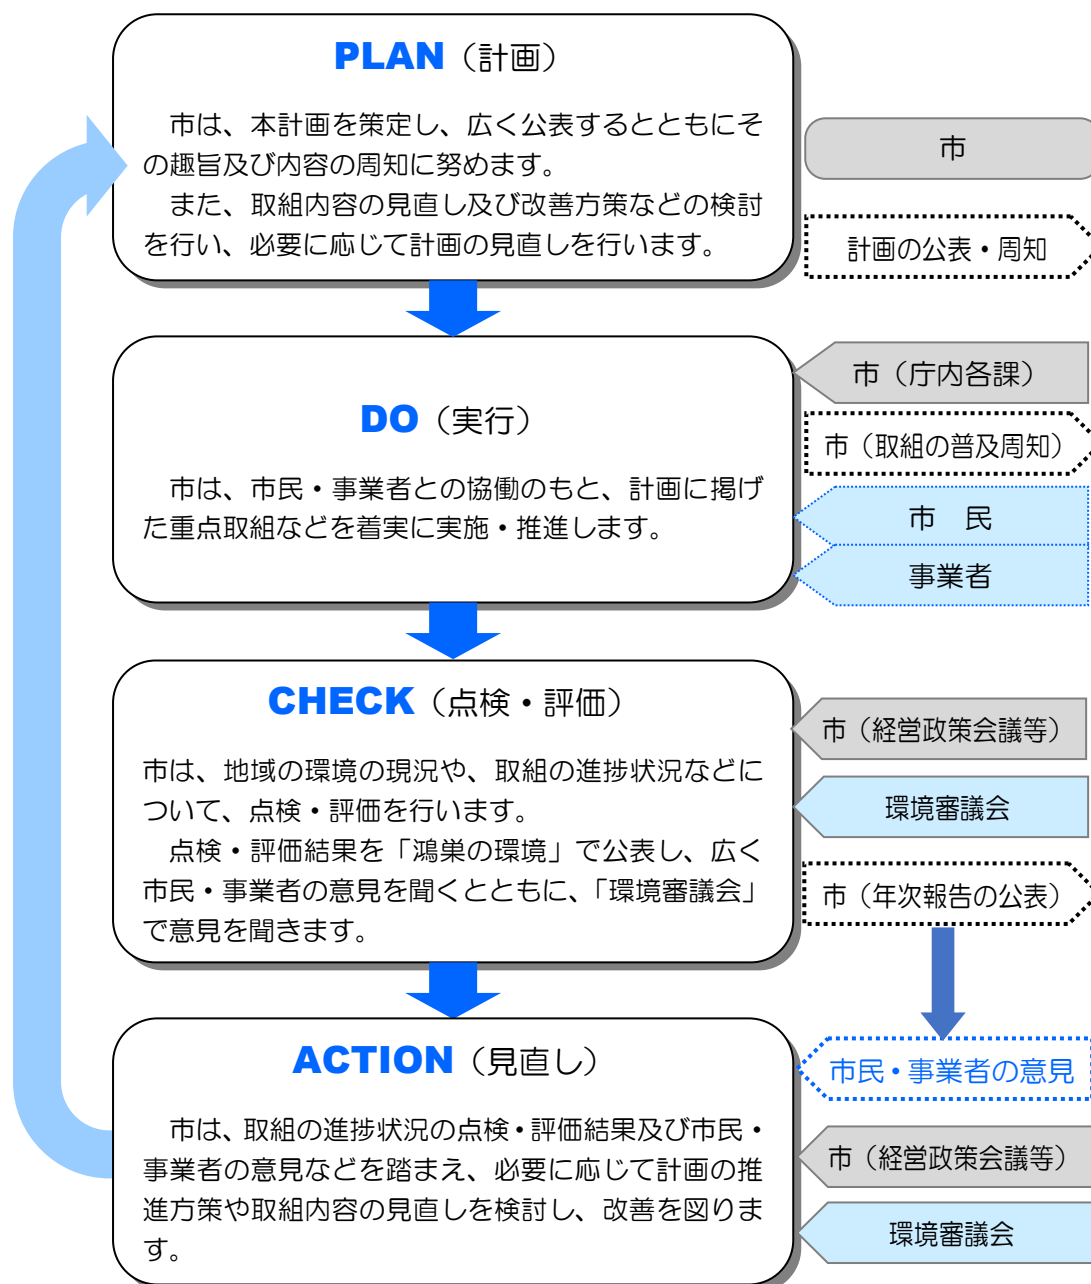 PLAN（計画）
市は、本計画を策定し、広く公表するとともにそ
の趣旨及び内容の周知に努めます。
また、取組内容の見直し及び改善方策などの検討
を行い、必要に応じて計画の見直しを行います。
市
計画の公表・周知
DO（実行）
市は、市民・事業者との協働のもと、計画に掲げ
た重点取組などを着実に実施・推進します。
市（庁内各課）
市（取組の普及周知）
市　民
事業者
CHECK（点検・評価）
市は、地域の環境の現況や、取組の進捗状況などに
ついて、点検・評価を行います。
点検・評価結果を「鴻巣の環境」で公表し、広く
市民・事業者の意見を聞くとともに、「環境審議会」
で意見を聞きます。
市（経営政策会議等）
環境審議会
市（年次報告の公表）
ACTION（見直し）
市は、取組の進捗状況の点検・評価結果及び市民・
事業者の意見などを踏まえ、必要に応じて計画の推
進方策や取組内容の見直しを検討し、改善を図りま
す。
市民・事業者の意見
市（経営政策会議等）
環境審議会